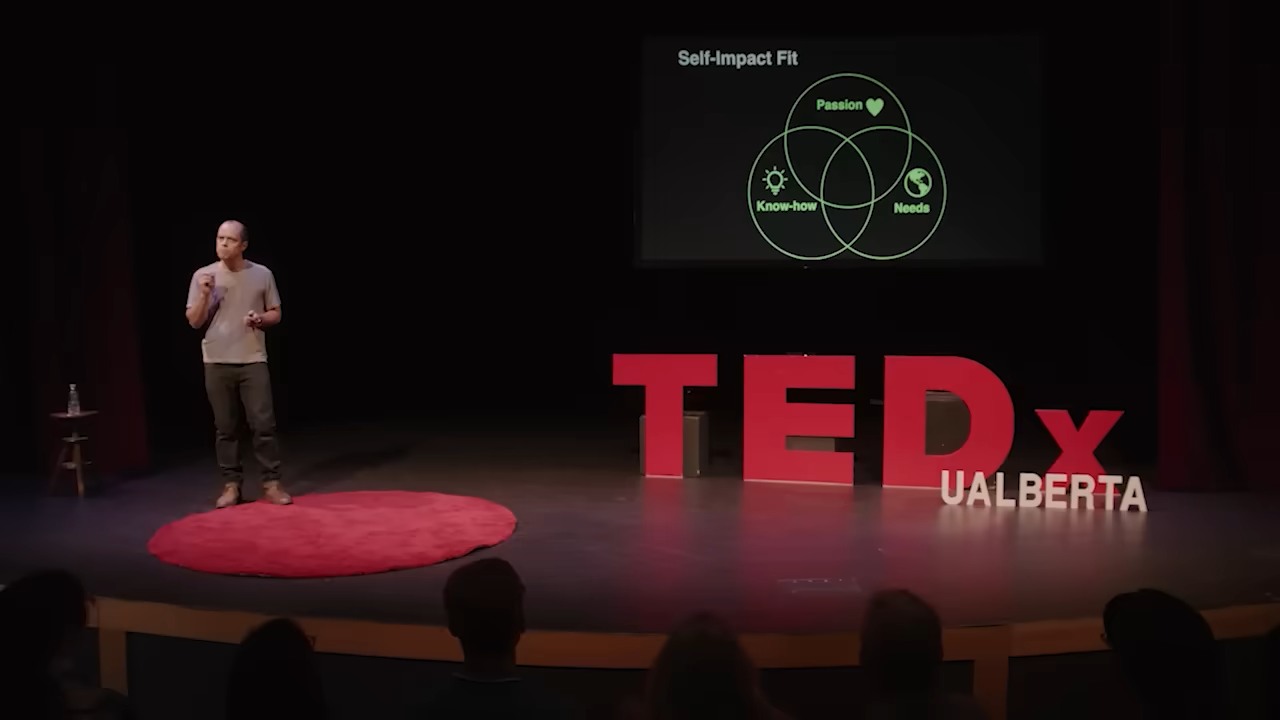 Self-Impact Fit
Passion
Know-how
Needs
TEDx
UALBERTA